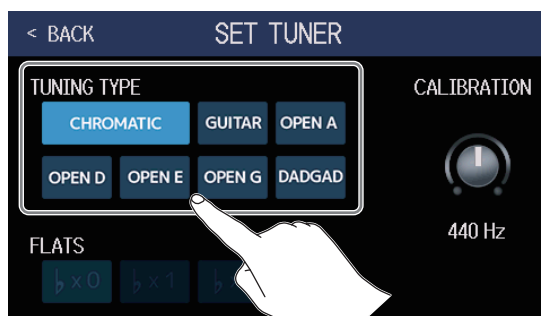 < BACK
SET TUNER
TUNING TYPE
CHROMATIC
GUITAR
OPEN A
OPEN D
OPEN E
OPEN G
DADGAD
CALIBRATION
440 Hz
FLATS
♭×0
♭×1
♭